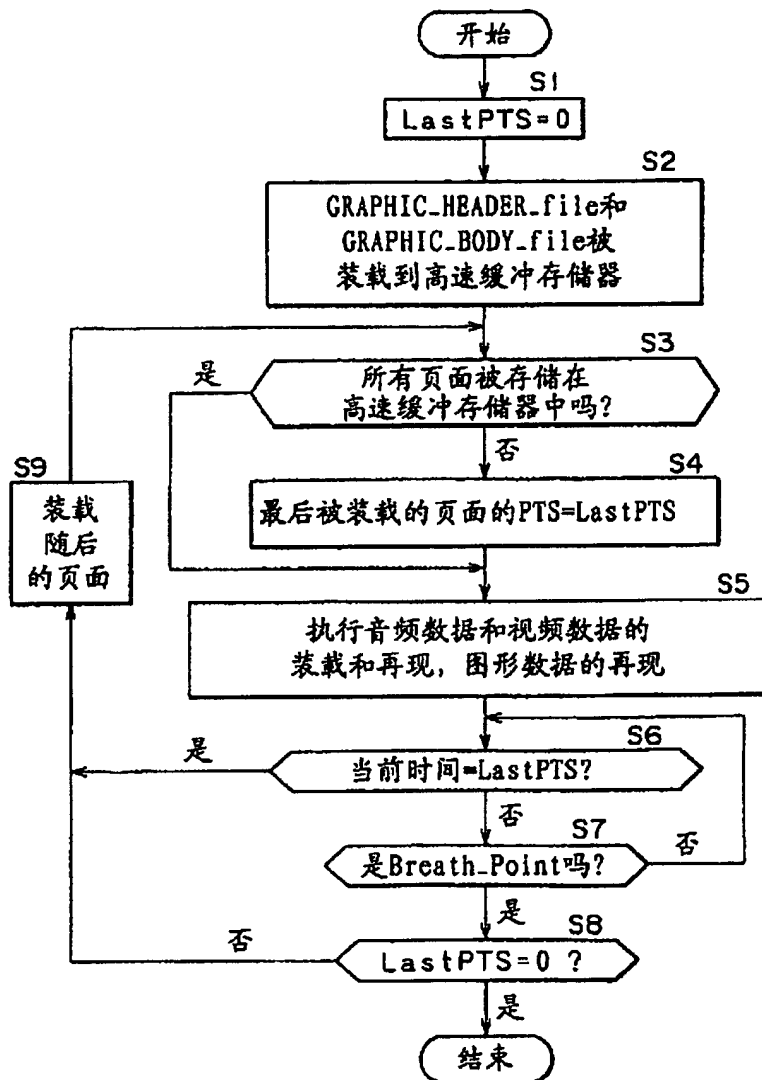 开始
S1
LastPTS=0
S2
GRAPHIC_HEADER_file和
GRAPHIC_BODY_file被
装载到高速缓冲存储器
S3
是
所有页面被存储在
高速缓冲存储器中吗?
否
S9
装载
随后
的页面
S4
最后被装载的页面的PTS=LastPTS
S5
执行音频数据和视频数据的
装载和再现, 图形数据的再现
S6
是
当前时间=LastPTS?
否
S7
是Breath_Point吗?
否
是
S8
否
LastPTS=0 ?
是
结束